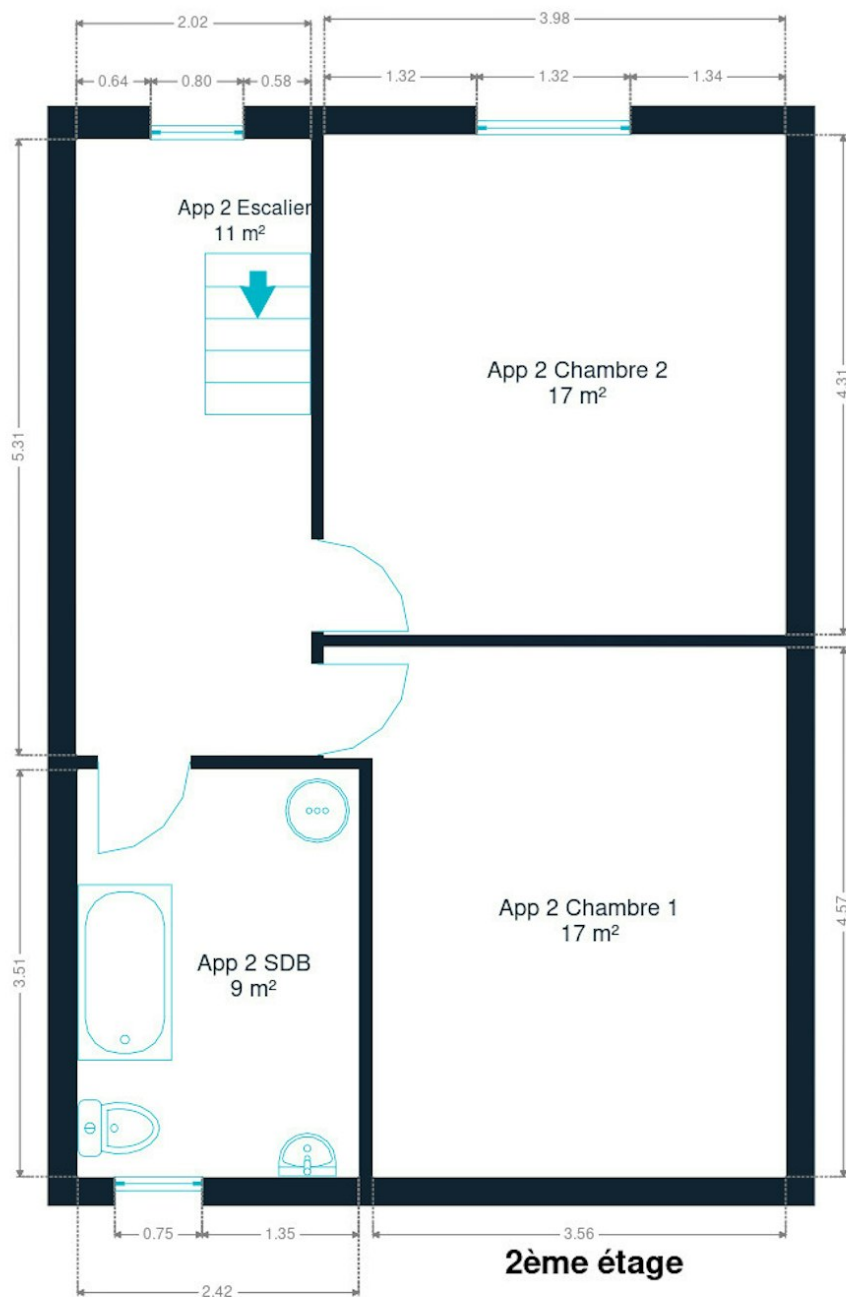 2.02
3.98
0.64
0.80
0.58
1.32
1.32
1.34
App 2 Escalier
11 m²
5.31
4.31
App 2 Chambre 2
17 m²
App 2 Chambre 1
17 m²
4.57
App 2 SDB
9 m²
3.51
0.75
1.35
3.56
2ème étage
2.42